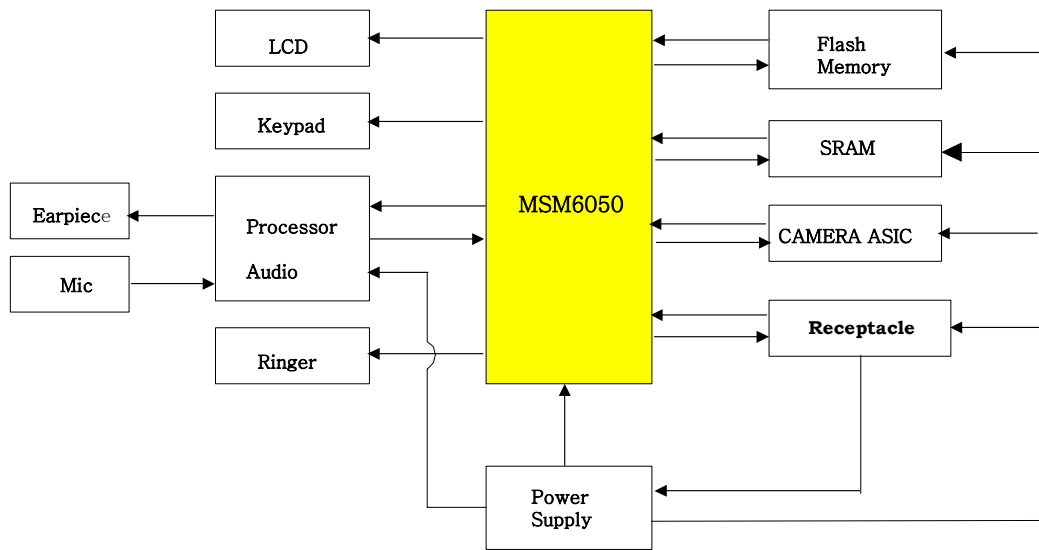 LCD
Keypad
Earpiece
Mic
Processor
Audio
Ringer
MSM6050
Flash
Memory
SRAM
CAMERA ASIC
Receptacle
Power
Supply